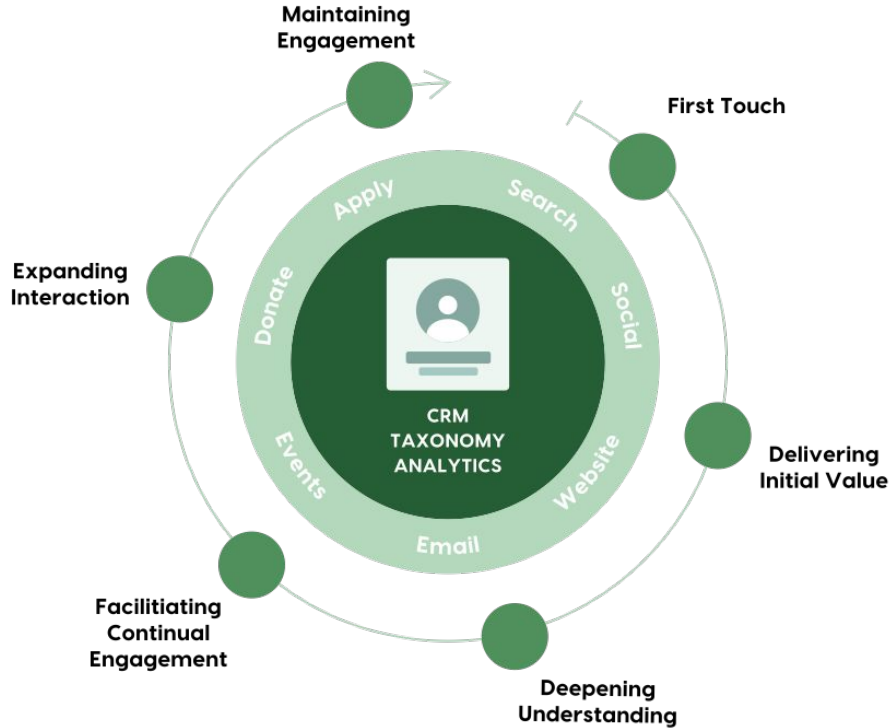 Maintaining
Engagement
First Touch
Apply
Search
Expanding
Interaction
Donate
Social
CRM
TAXONOMY
ANALYTICS
Delivering
Initial Value
Events
Website
Email
Facilitiating
Continual
Engagement
Deepening
Understanding